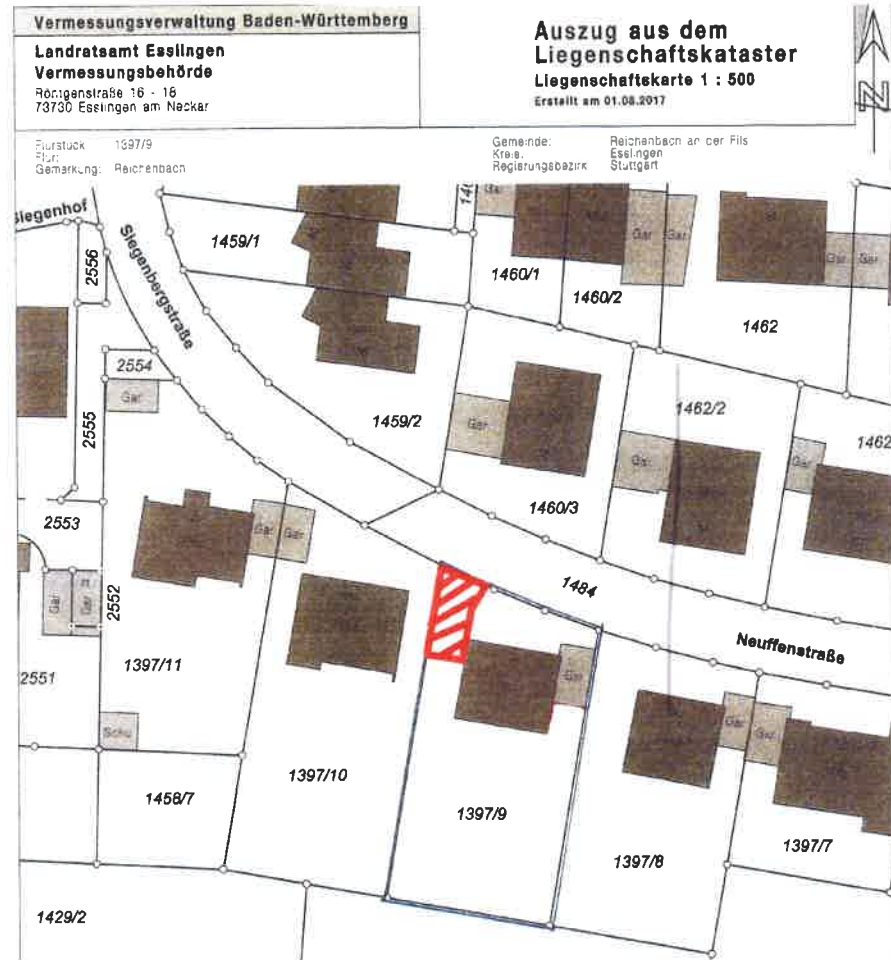 Vermessungsverwaltung Baden-Württemberg
Landratsamt Esslingen
Vermessungsbehörde
Röntgenstraße 16 - 18
73730 Esslingen am Neckar
Auszug aus dem
Liegenschaftskataster
Liegenschaftskarte 1 : 500
Erstellt am 01.08.2017
N
Flurstück 1397/9
Flur:
Gemarkung: Reichenbach
Gemeinde: Reichenbach an der Fils
Kreis: Esslingen
Regierungsbezirk Stuttgart
Siegenhof
Siegenbergstraße
2556
1459/1
146
Gar
Gar
Gar
1460/1
1460/2
1462
Gar
Gar
2554
Gar
2555
1459/2
Gar
1460/3
1462/2
Gar
Gar
1462
2553
Gar
Gar
1484
Neuffenstraße
Gar
Gar
2552
2551
1397/11
Schu
Gar
Gar
Gar
1458/7
1397/10
1397/9
1397/8
1397/7
1429/2